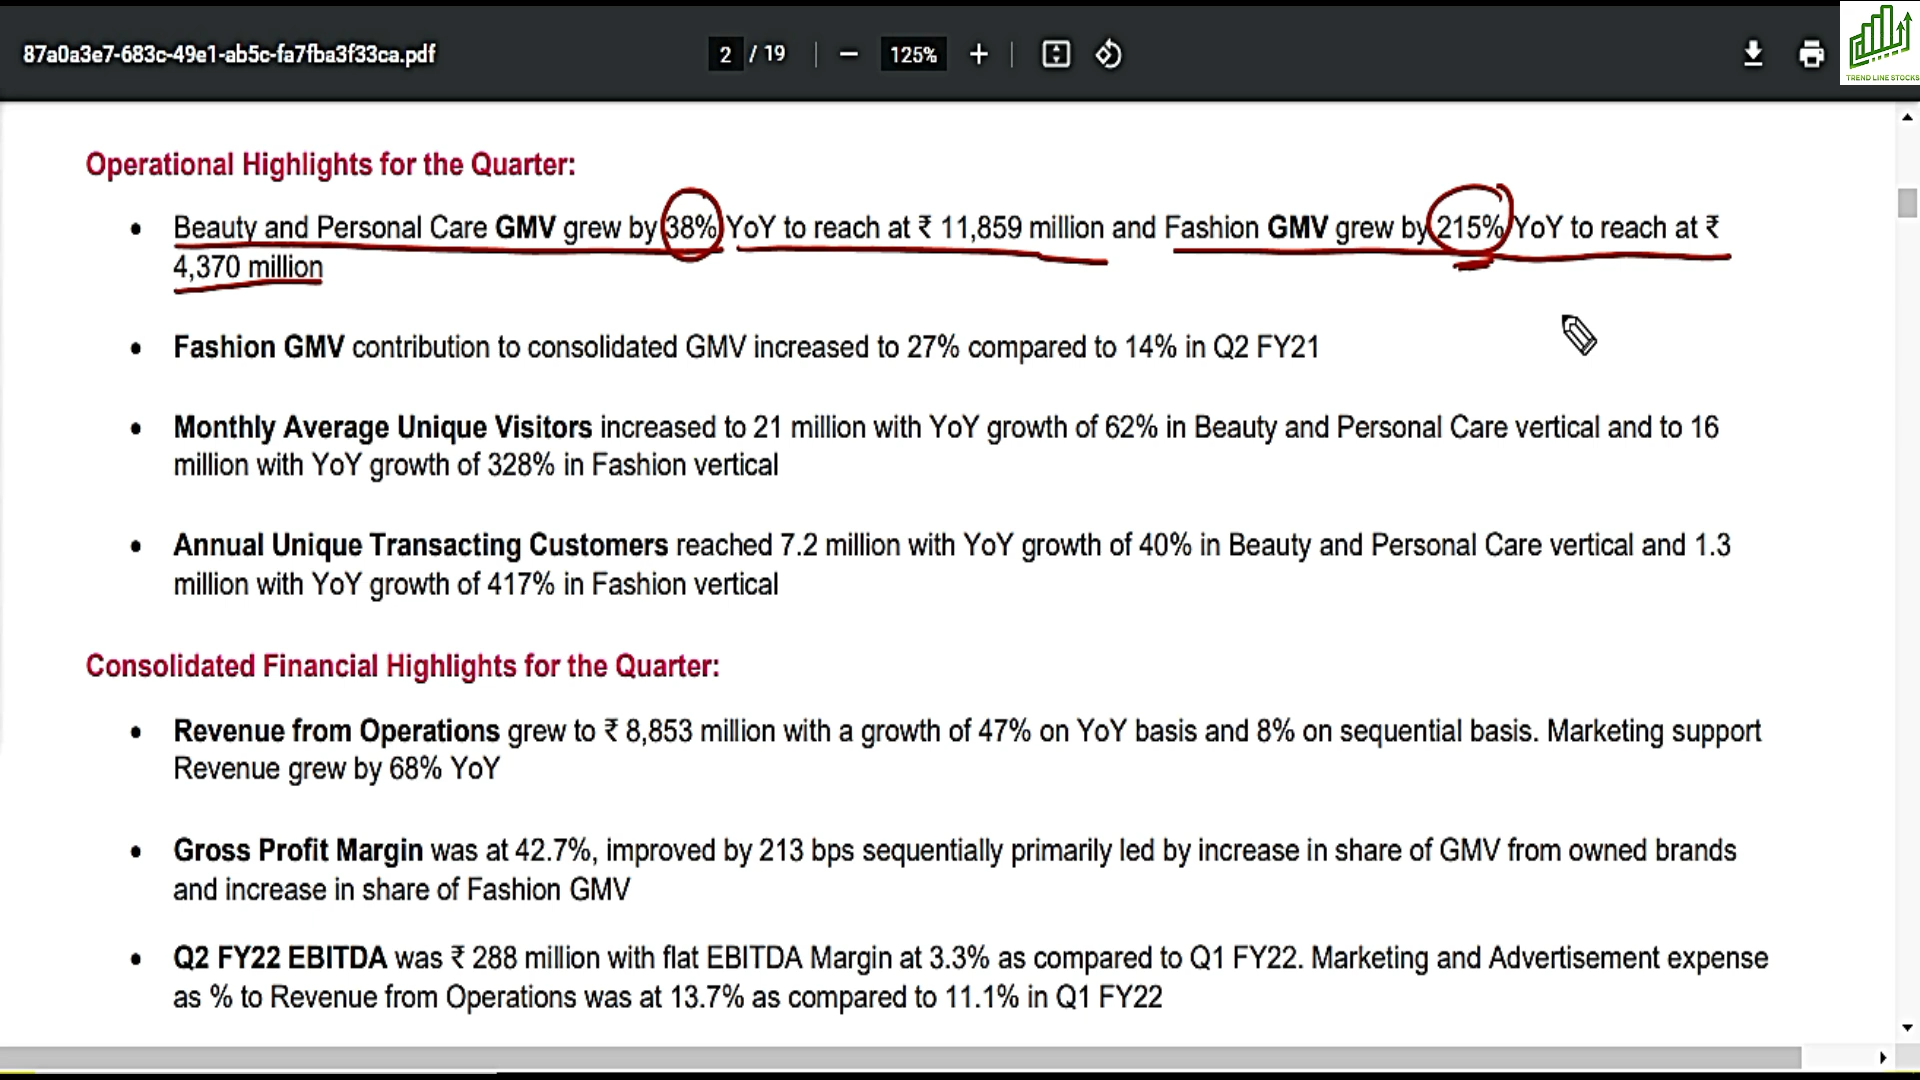 87a0a3e7-683c-49e1-ab5c-fa7fba3f33ca.pdf
2 / 19
125%
TREND LINE STOCKS
Operational Highlights for the Quarter:
• Beauty and Personal Care GMV grew by 38% YoY to reach at ₹ 11,859 million and Fashion GMV grew by 215% YoY to reach at ₹
4,370 million
• Fashion GMV contribution to consolidated GMV increased to 27% compared to 14% in Q2 FY21
• Monthly Average Unique Visitors increased to 21 million with YoY growth of 62% in Beauty and Personal Care vertical and to 16
million with YoY growth of 328% in Fashion vertical
• Annual Unique Transacting Customers reached 7.2 million with YoY growth of 40% in Beauty and Personal Care vertical and 1.3
million with YoY growth of 417% in Fashion vertical
Consolidated Financial Highlights for the Quarter:
• Revenue from Operations grew to ₹ 8,853 million with a growth of 47% on YoY basis and 8% on sequential basis. Marketing support
Revenue grew by 68% YoY
• Gross Profit Margin was at 42.7%, improved by 213 bps sequentially primarily led by increase in share of GMV from owned brands
and increase in share of Fashion GMV
• Q2 FY22 EBITDA was ₹ 288 million with flat EBITDA Margin at 3.3% as compared to Q1 FY22. Marketing and Advertisement expense
as % to Revenue from Operations was at 13.7% as compared to 11.1% in Q1 FY22